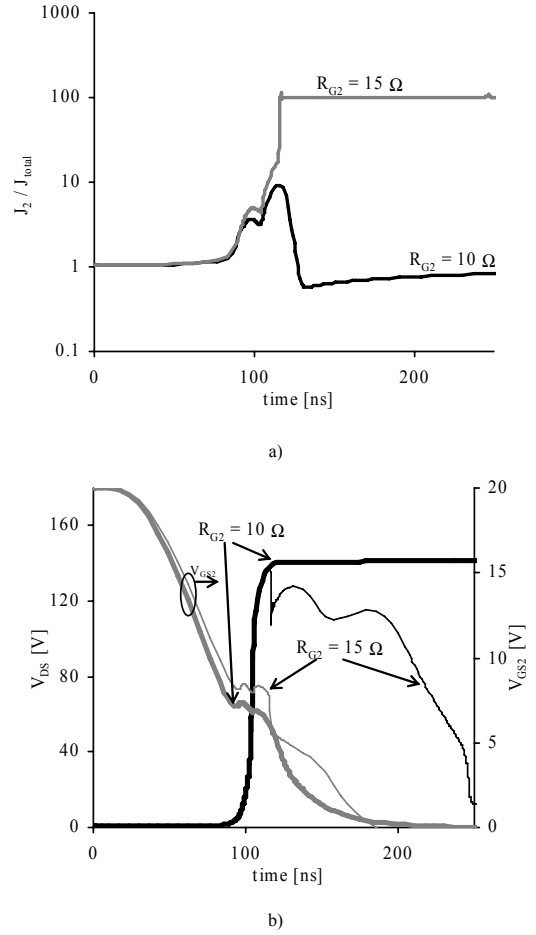 1000
100
10
1
0.1
J2 / Jtotal
RG2 = 15 Ω
RG2 = 10 Ω
0
100
200
time [ns]
a)
160
120
80
40
0
VDS [V]
20
15
10
5
0
VGS2 [V]
RG2 = 10 Ω
VGS2
RG2 = 15 Ω
0
100
200
time [ns]
b)